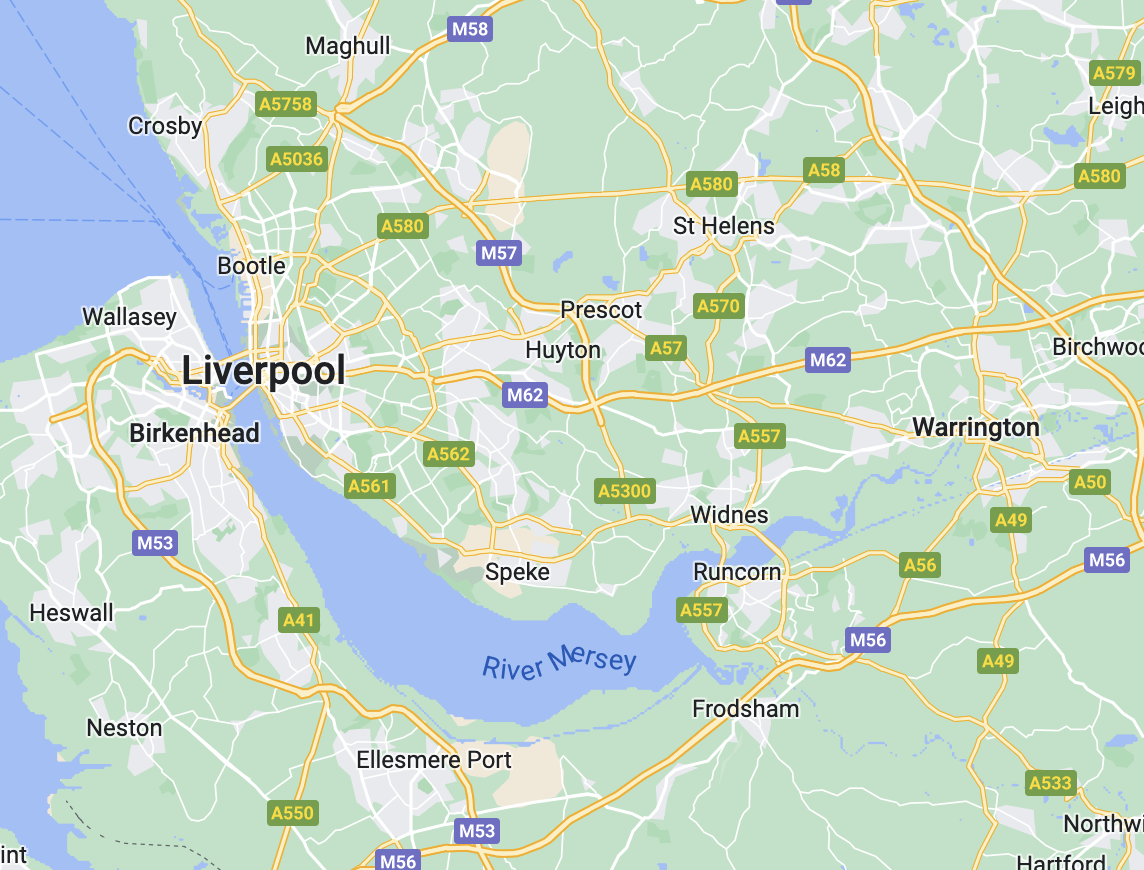 M58
Maghull
A579
A5758
Leigh
Crosby
A5036
A58
A580
A580
St Helens
A580
M57
Bootle
Prescot
A570
Wallasey
Huyton
A57
Birchwoo
M62
Liverpool
M62
Birkenhead
Warrington
A557
A562
A561
A5300
A50
Widnes
A49
M53
M56
Speke
Runcorn
A56
Heswall
A41
A557
M56
River Mersey
A49
Frodsham
Neston
Ellesmere Port
A533
A550
Northwi
M53
int
M56
Hartford